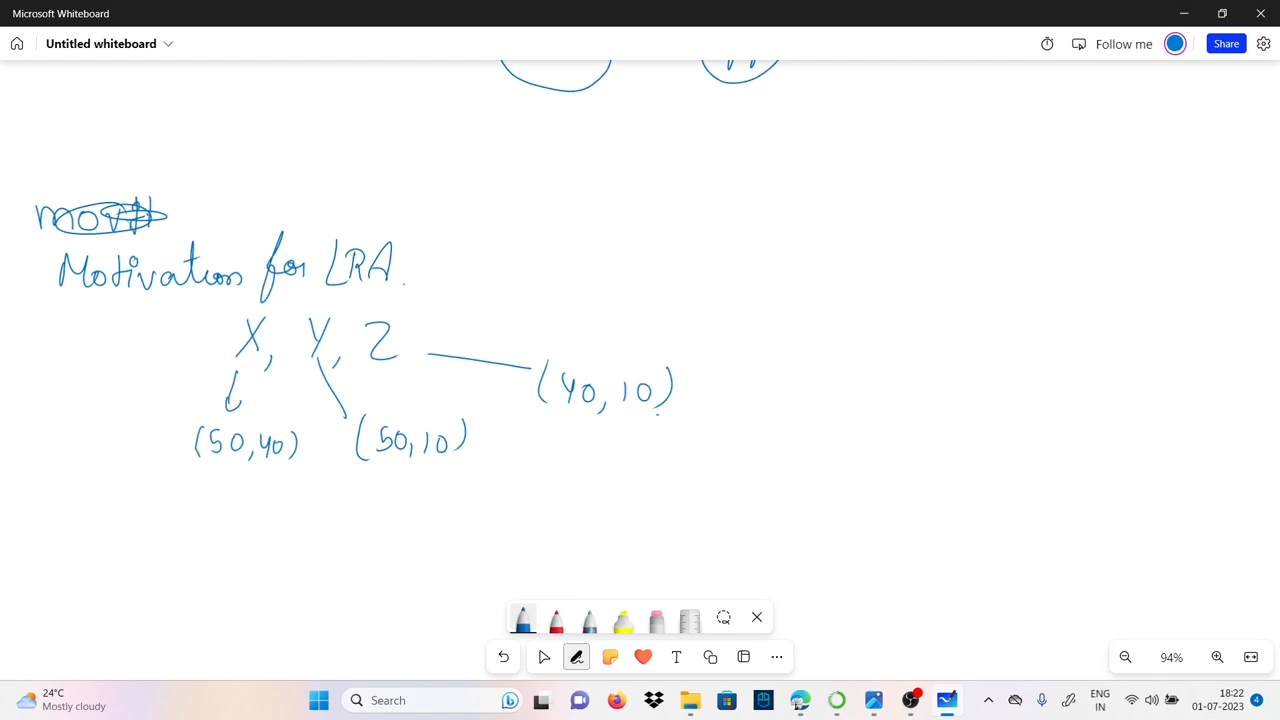 Microsoft Whiteboard
Untitled whiteboard
Follow me
Share
Motivation for LRA.
X, Y, Z
(40, 10)
(50, 40) (50, 10)
94%
24°C
Mostly cloudy
Search
ENG
IN
18:22
01-07-2023
4